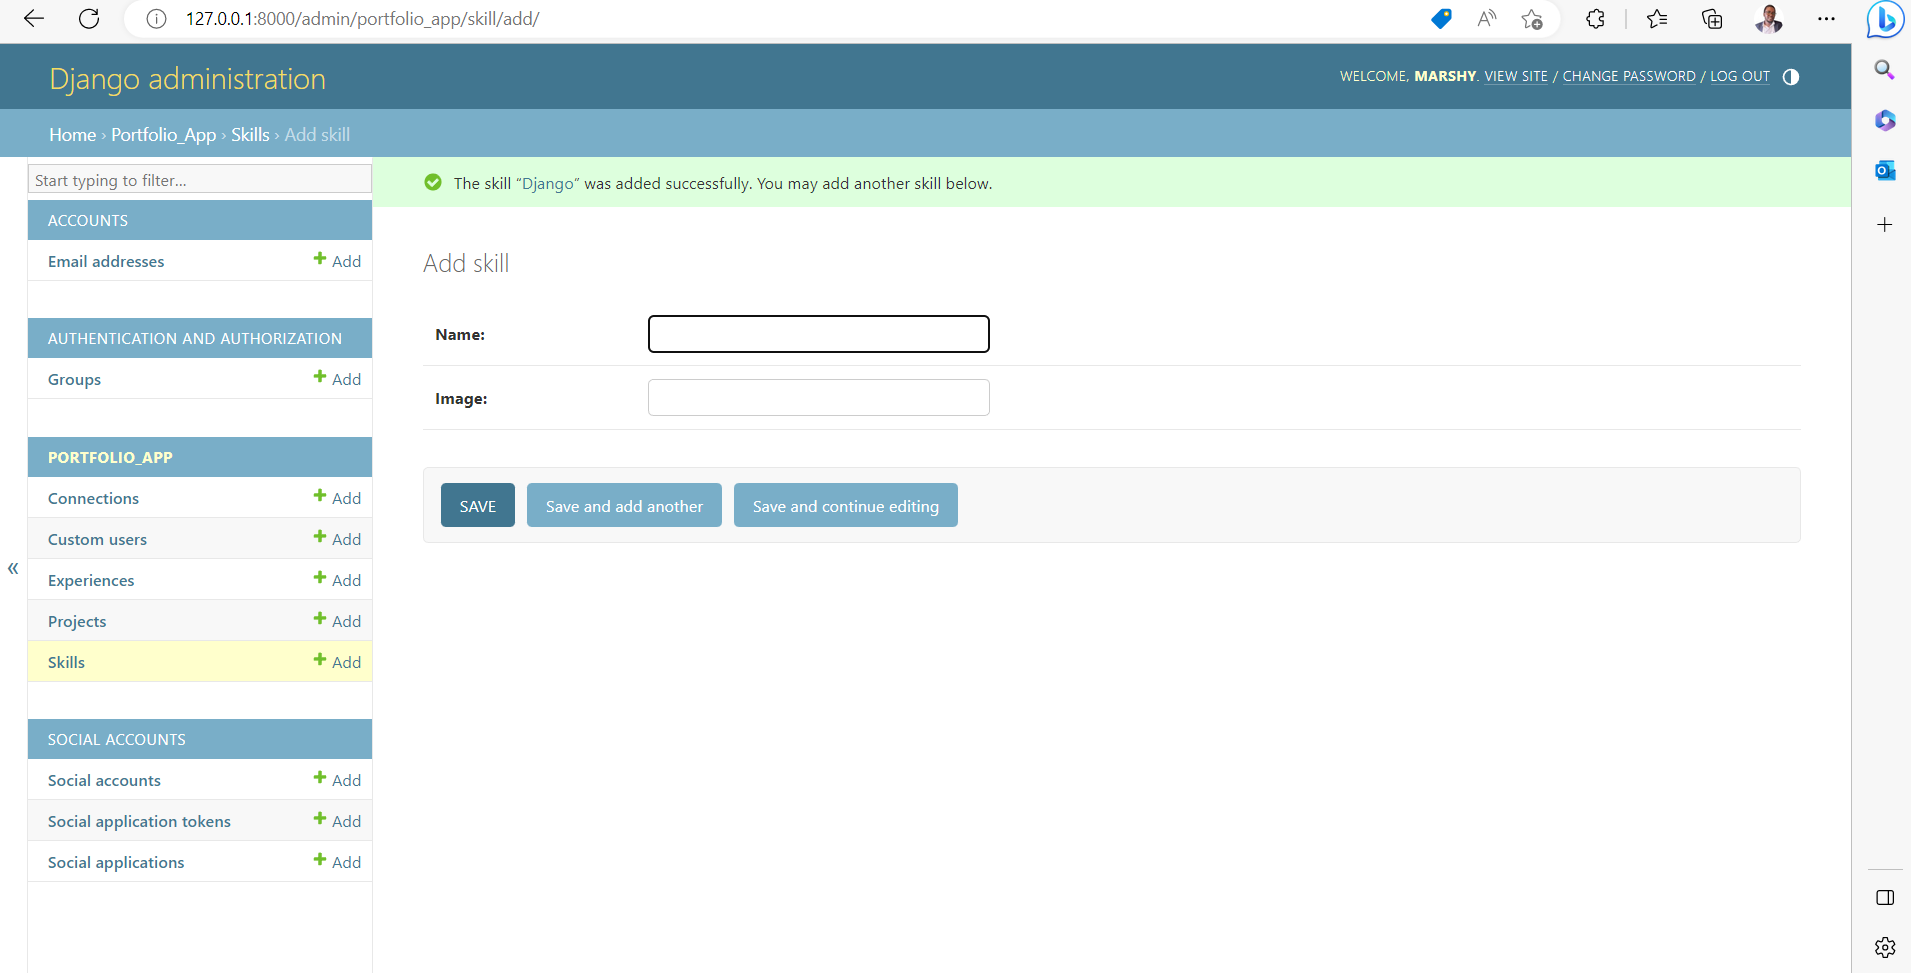 127.0.0.1:8000/admin/portfolio_app/skill/add/
Django administration
WELCOME, MARSHY. VIEW SITE / CHANGE PASSWORD / LOG OUT
Home › Portfolio_App › Skills › Add skill
Start typing to filter...
ACCOUNTS
Email addresses
Add
AUTHENTICATION AND AUTHORIZATION
Groups
Add
PORTFOLIO_APP
Connections
Add
Custom users
Add
Experiences
Add
Projects
Add
Skills
Add
SOCIAL ACCOUNTS
Social accounts
Add
Social application tokens
Add
Social applications
Add
«
The skill “Django” was added successfully. You may add another skill below.
Add skill
Name:
Image:
SAVE
Save and add another
Save and continue editing